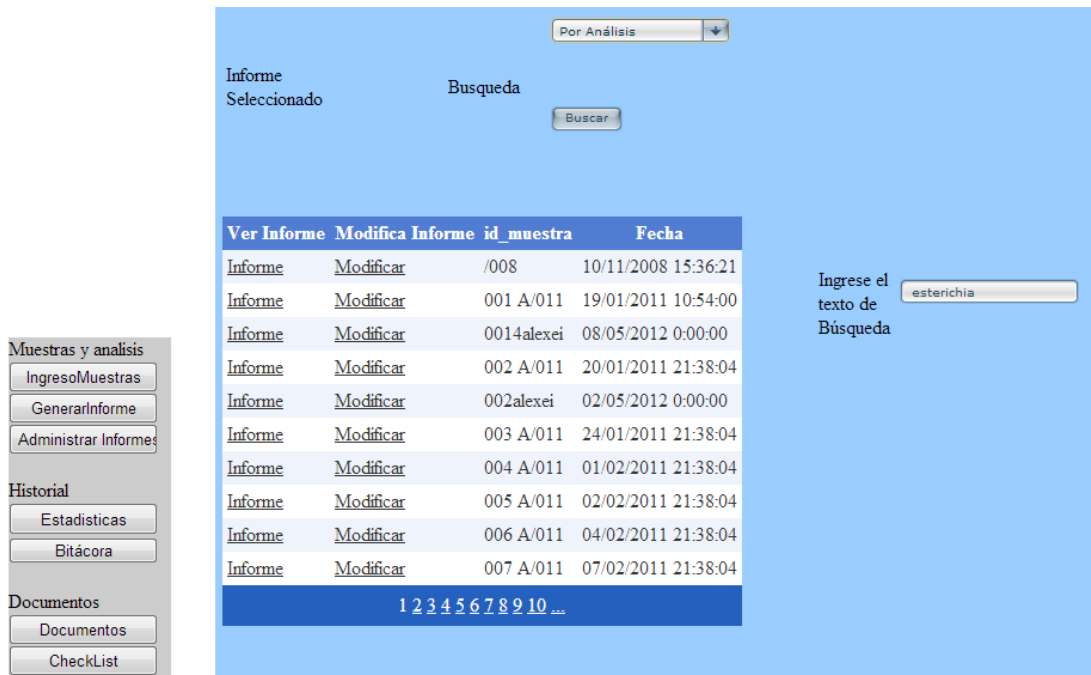 Muestras y analisis
IngresoMuestras
GenerarInforme
Administrar Informes
Historial
Estadisticas
Bitácora
Documentos
Documentos
CheckList
Por Análisis
Informe
Seleccionado
Busqueda
Buscar
Ver Informe Modifica Informe id_muestra Fecha
Informe Modificar /008 10/11/2008 15:36:21
Informe Modificar 001 A/011 19/01/2011 10:54:00
Informe Modificar 0014alexei 08/05/2012 0:00:00
Informe Modificar 002 A/011 20/01/2011 21:38:04
Informe Modificar 002alexei 02/05/2012 0:00:00
Informe Modificar 003 A/011 24/01/2011 21:38:04
Informe Modificar 004 A/011 01/02/2011 21:38:04
Informe Modificar 005 A/011 02/02/2011 21:38:04
Informe Modificar 006 A/011 04/02/2011 21:38:04
Informe Modificar 007 A/011 07/02/2011 21:38:04
1 2 3 4 5 6 7 8 9 10 ...
Ingrese el
texto de
Búsqueda
esterichia